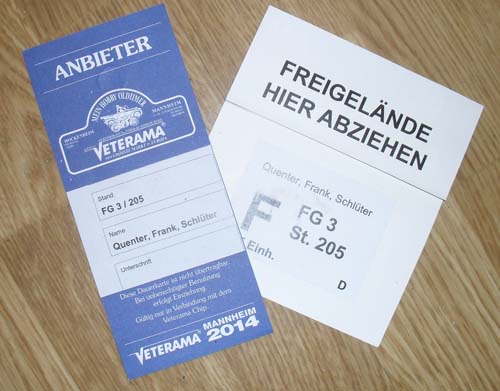 ANBIETER
MEIN HOBBY OLDTIMER
HOCKENHEIM
MANNHEIM
VETERAMA®
Stand
FG 3 / 205
Name
Quenter, Frank, Schlüter
Unterschrift
Diese Dauerkarte ist nicht übertragbar.
Bei unberechtigter Benutzung
erfolgt Einziehung
Gültig nur in Verbindung mit dem
Veterama Chip.
VETERAMA® MANNHEIM
2014
FREIGELÄNDE
HIER ABZIEHEN
Quenter, Frank, Schlüter
F FG 3
St. 205
Einh.
D